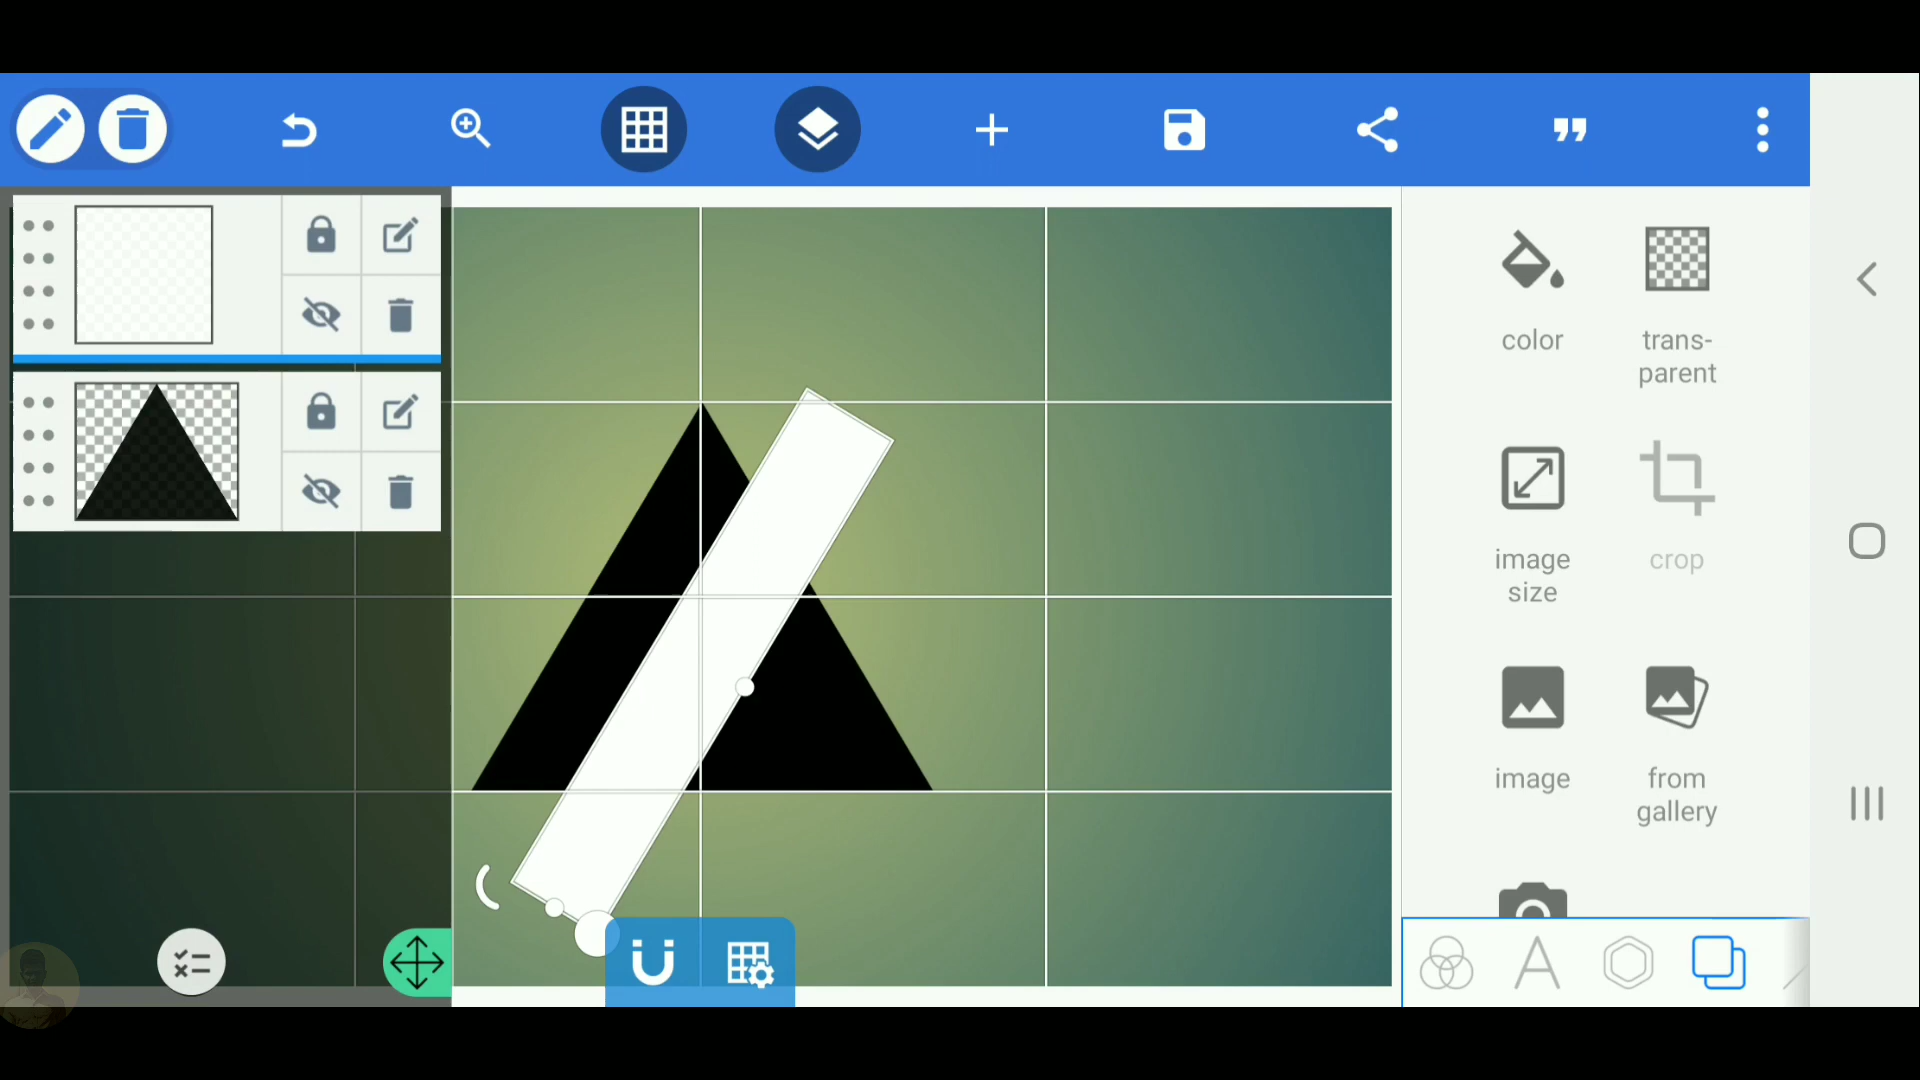 color
trans-
parent
image
size
crop
image
from
gallery